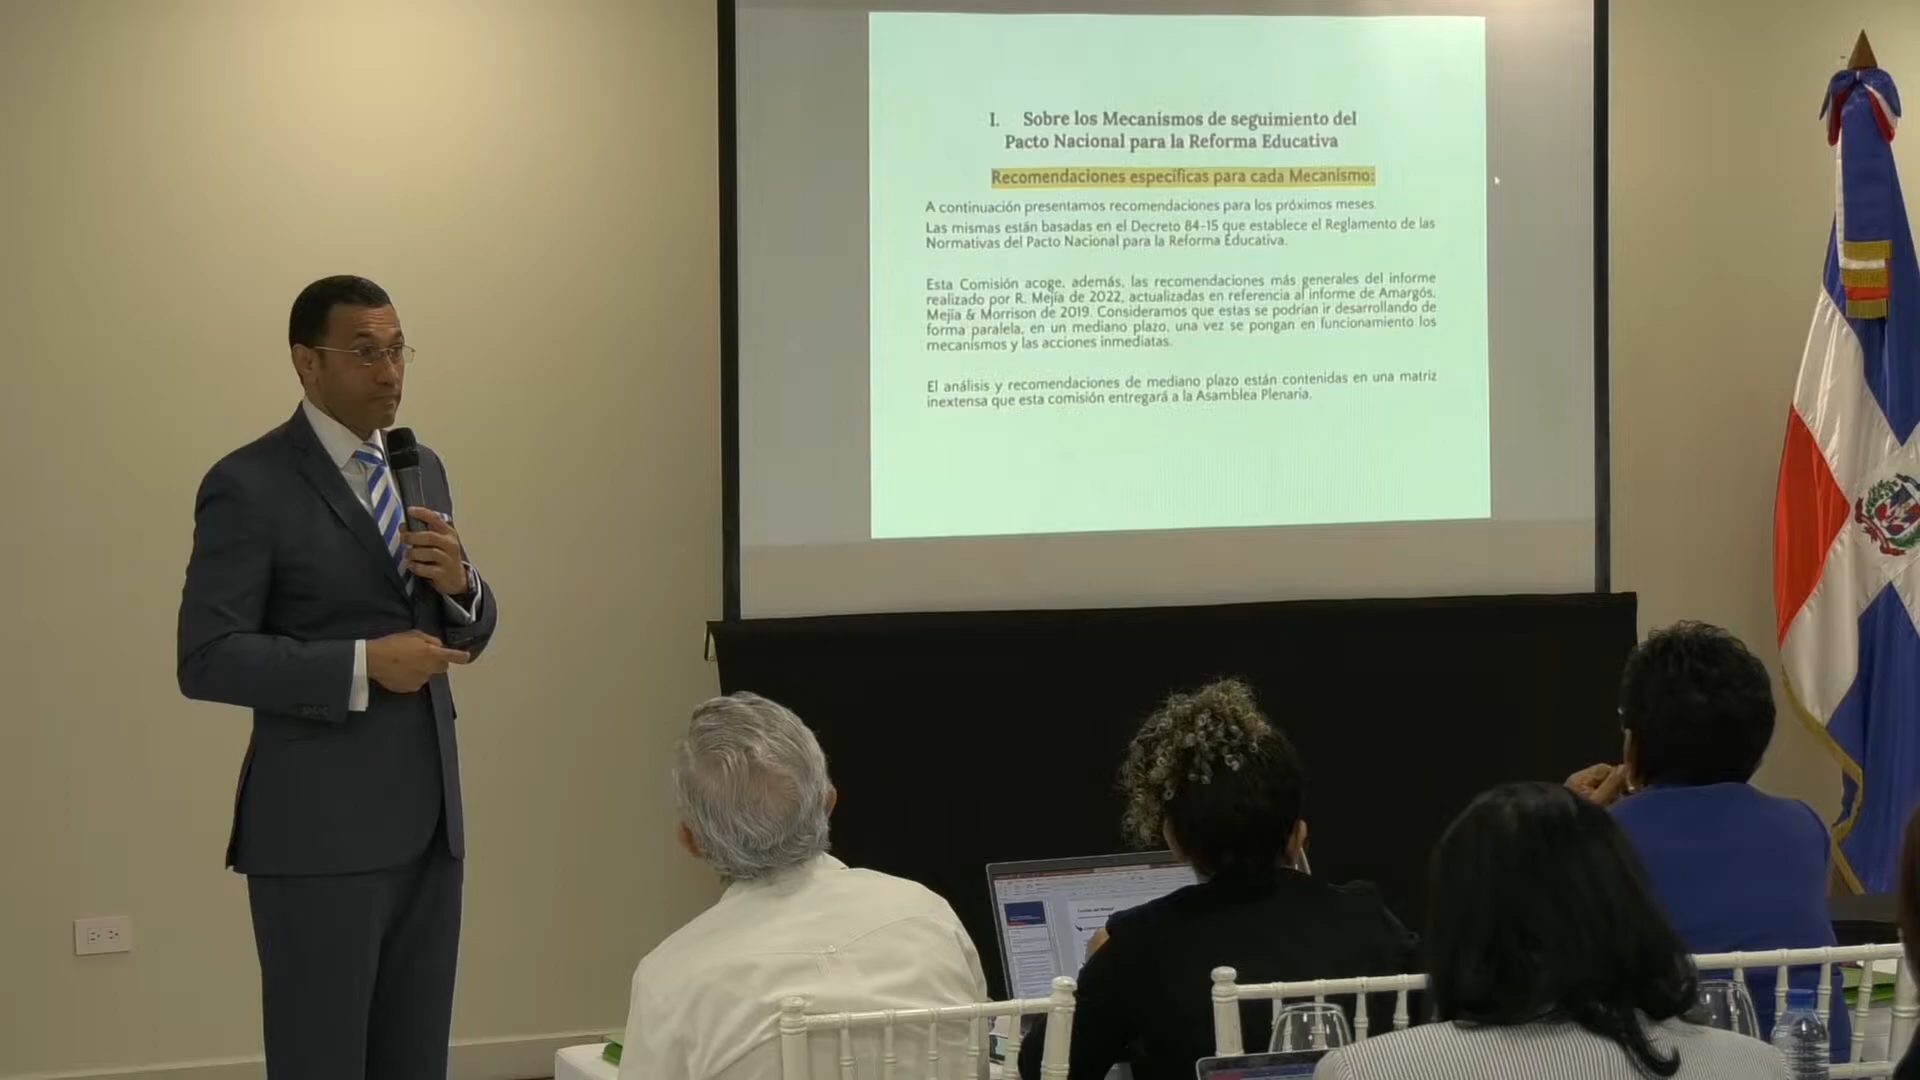 I. Sobre los Mecanismos de seguimiento del
Pacto Nacional para la Reforma Educativa
Recomendaciones específicas para cada Mecanismo:
A continuación presentamos recomendaciones para los próximos meses.
Las mismas están basadas en el Decreto 84-15 que establece el Reglamento de las
Normativas del Pacto Nacional para la Reforma Educativa.
Esta Comisión acoge, además, las recomendaciones más generales del informe
realizado por R. Mejía de 2022, actualizadas en referencia al informe de Amargós,
Mejía & Morrison de 2019. Consideramos que estas se podrían ir desarrollando de
forma paralela, en un mediano plazo, una vez se pongan en funcionamiento los
mecanismos y las acciones inmediatas.
El análisis y recomendaciones de mediano plazo están contenidas en una matriz
inextensa que esta comisión entregará a la Asamblea Plenaria.